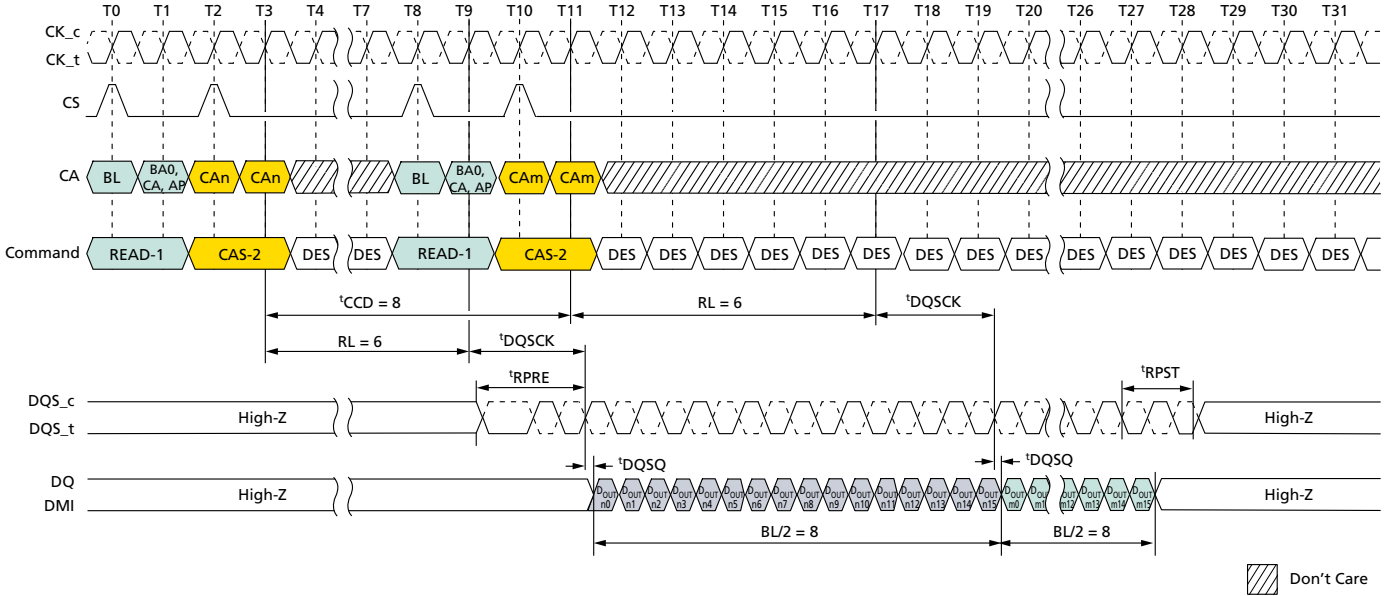 T0 T1 T2 T3 T4 T7 T8 T9 T10 T11 T12 T13 T14 T15 T16 T17 T18 T19 T20 T26 T27 T28 T29 T30 T31
CK_c
CK_t
CS
CA BL BA0, CA, AP CAn CAn BL BA0, CA, AP CAm CAm
Command READ-1 CAS-2 DES DES READ-1 CAS-2 DES DES DES DES DES DES DES DES DES DES DES DES DES DES DES
tCCD = 8 RL = 6 tDQSCK
RL = 6 tDQSCK
tRPRE tRPST
DQS_c
High-Z High-Z
DQS_t
tDQSQ tDQSQ
DQ
High-Z DOUT n0 DOUT n1 DOUT n2 DOUT n3 DOUT n4 DOUT n5 DOUT n6 DOUT n7 DOUT n8 DOUT n9 DOUT n10 DOUT n11 DOUT n12 DOUT n13 DOUT n14 DOUT n15 DOUT m0 DOUT m1 DOUT m12 DOUT m13 DOUT m14 DOUT m15 High-Z
DMI
BL/2 = 8 BL/2 = 8
Don't Care